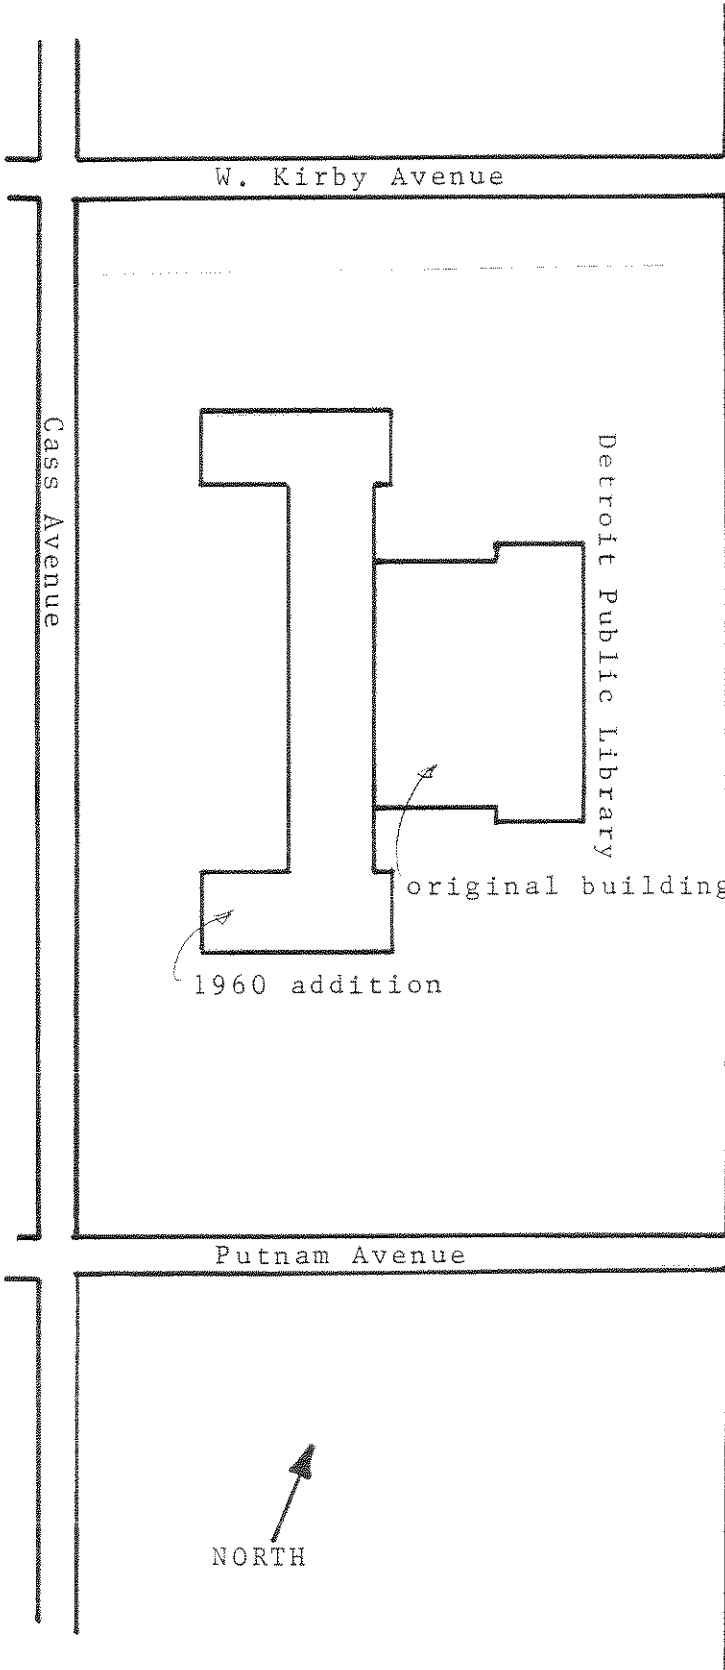 W. Kirby Avenue
Cass Avenue
Detroit Public Library
original building
1960 addition
Putnam Avenue
NORTH